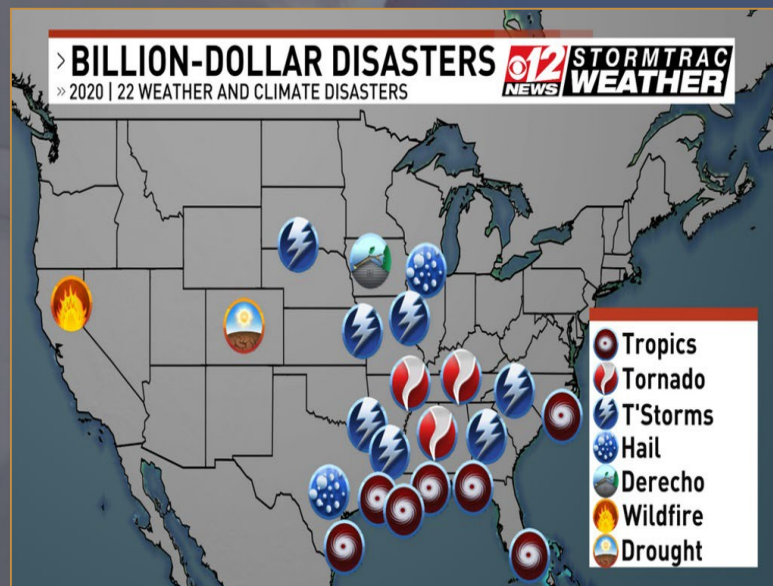 > BILLION-DOLLAR DISASTERS
» 2020 | 22 WEATHER AND CLIMATE DISASTERS
12
NEWS
STORMTRAC
WEATHER
Tropics
Tornado
T'Storms
Hail
Derecho
Wildfire
Drought